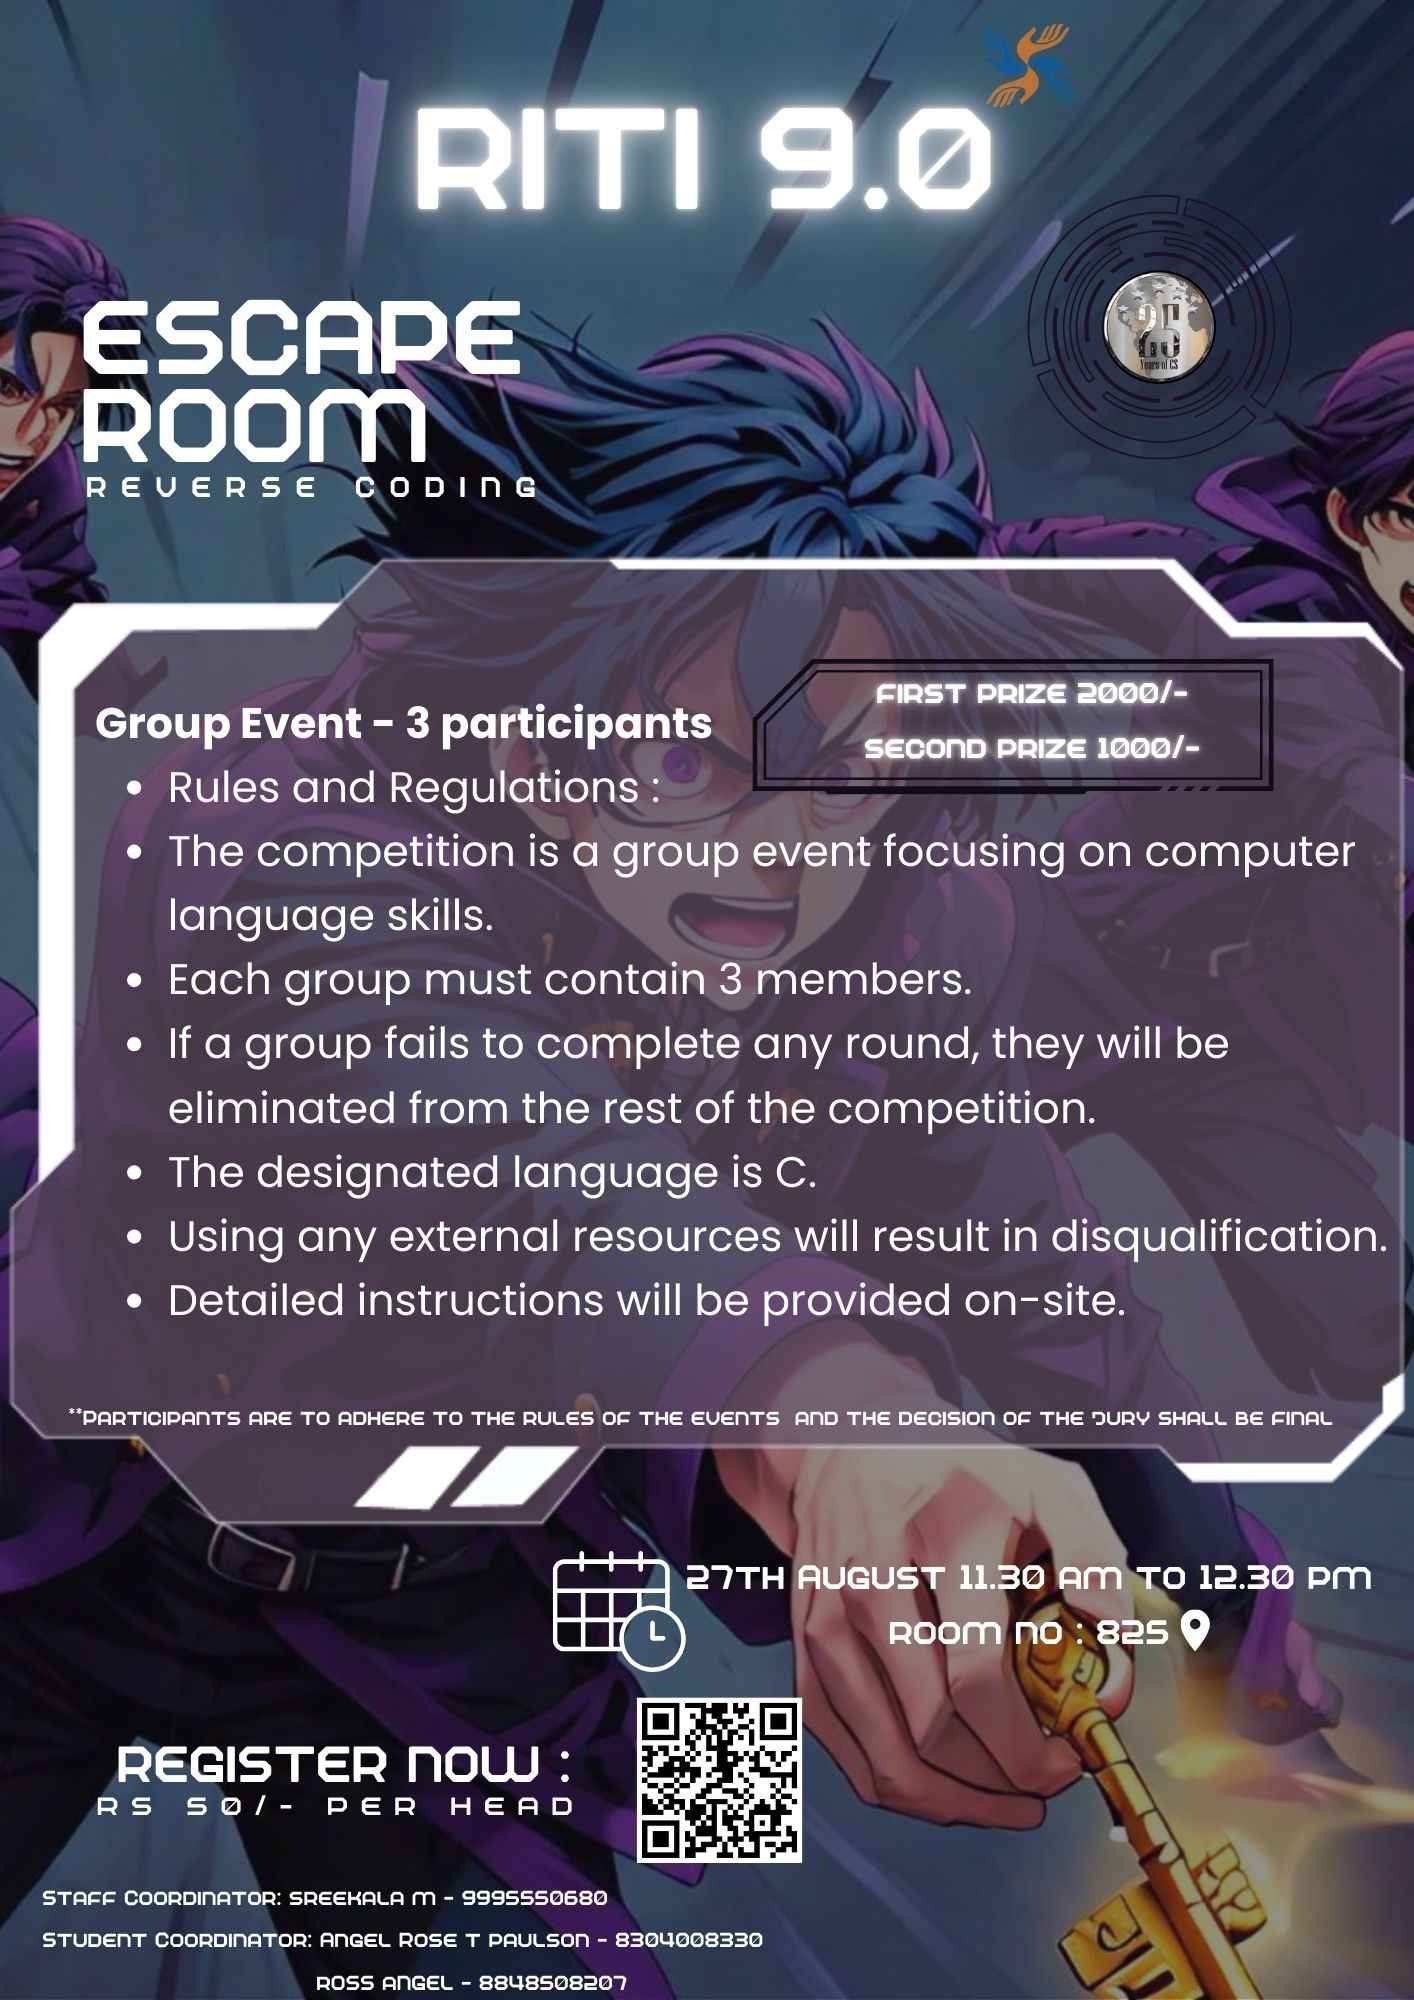 RITI 9.0
25
Years of CS
ESCAPE
ROOM
REVERSE CODING
FIRST PRIZE 2000/-
SECOND PRIZE 1000/-
Group Event - 3 participants
• Rules and Regulations :
• The competition is a group event focusing on computer
language skills.
• Each group must contain 3 members.
• If a group fails to complete any round, they will be
eliminated from the rest of the competition.
• The designated language is C.
• Using any external resources will result in disqualification.
• Detailed instructions will be provided on-site.
**PARTICIPANTS ARE TO ADHERE TO THE RULES OF THE EVENTS AND THE DECISION OF THE JURY SHALL BE FINAL
27TH AUGUST 11.30 AM TO 12.30 PM
ROOM NO : 825
REGISTER NOW :
RS 50/- PER HEAD
STAFF COORDINATOR: SREEKALA M - 9995550680
STUDENT COORDINATOR: ANGEL ROSE T PAULSON - 8304008330
ROSS ANGEL - 8848508207